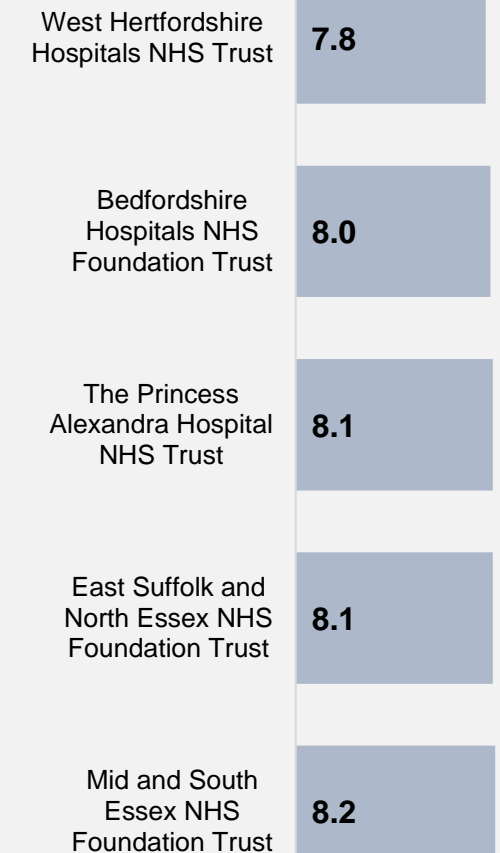 West Hertfordshire
Hospitals NHS Trust
7.8
Bedfordshire
Hospitals NHS
Foundation Trust
8.0
The Princess
Alexandra Hospital
NHS Trust
8.1
East Suffolk and
North Essex NHS
Foundation Trust
8.1
Mid and South
Essex NHS
Foundation Trust
8.2